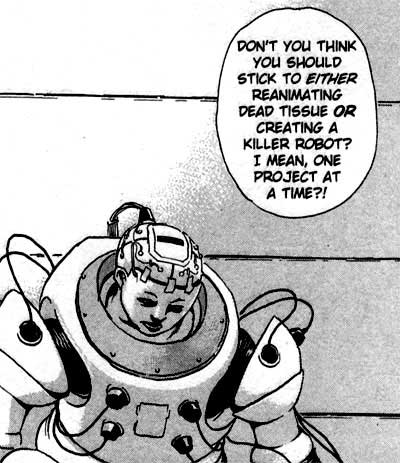 DON'T YOU THINK
YOU SHOULD
STICK TO EITHER
REANIMATING
DEAD TISSUE OR
CREATING A
KILLER ROBOT?
I MEAN, ONE
PROJECT AT
A TIME?!